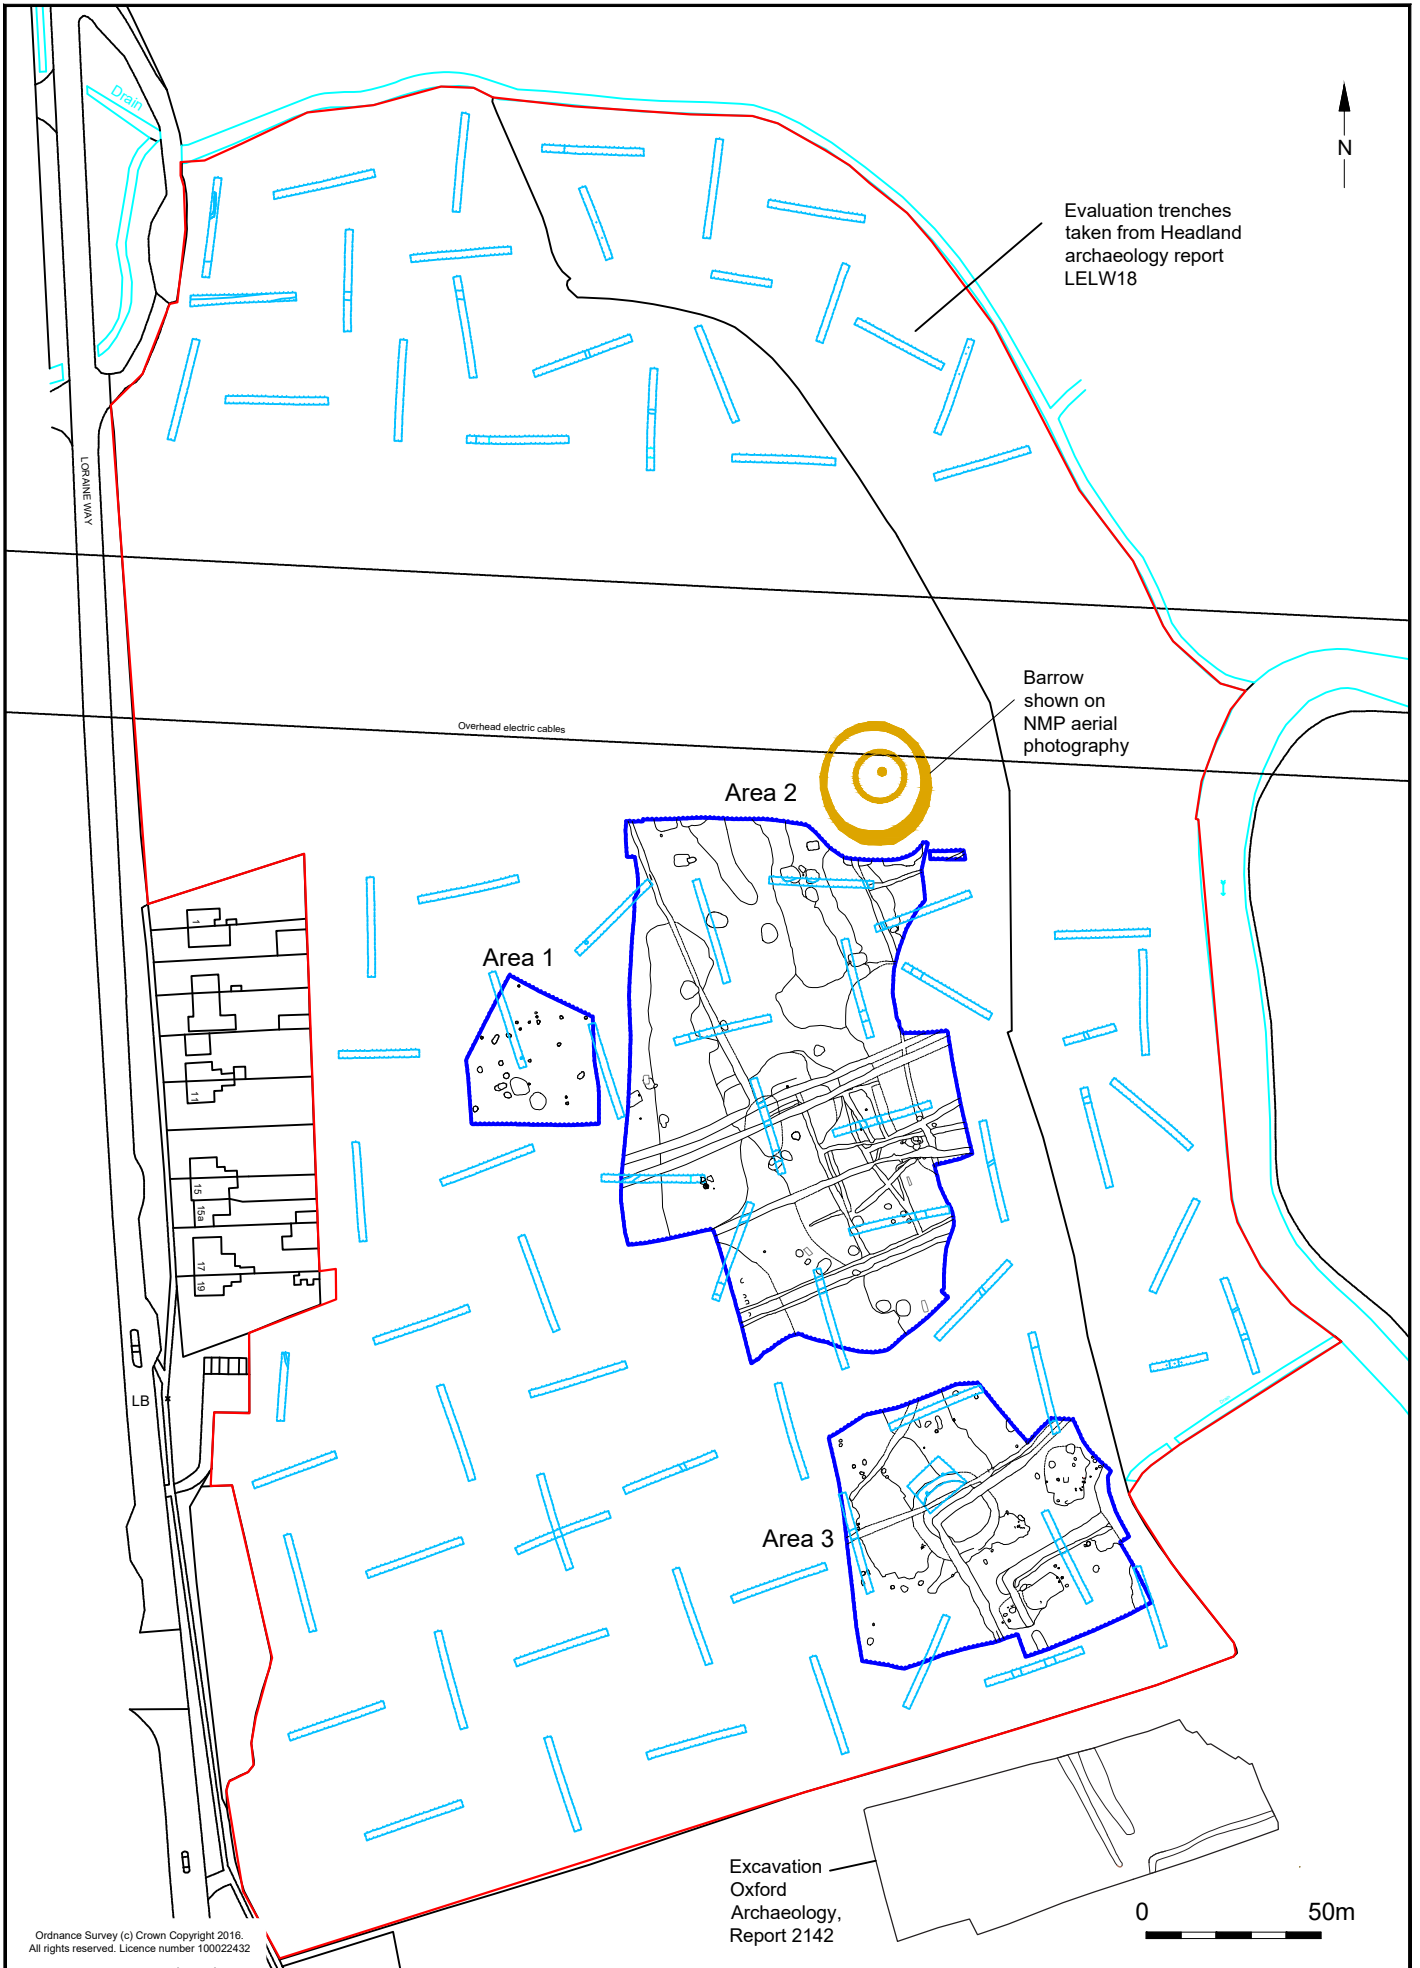 Drain
N
Evaluation trenches
taken from Headland
archaeology report
LELW18
LORAINE WAY
Barrow
shown on
NMP aerial
photography
Overhead electric cables
Area 2
Area 1
1
11
15
15a
17
19
LB
Area 3
Excavation
Oxford
Archaeology,
Report 2142
0 50m
Ordnance Survey (c) Crown Copyright 2016.
All rights reserved. Licence number 100022432